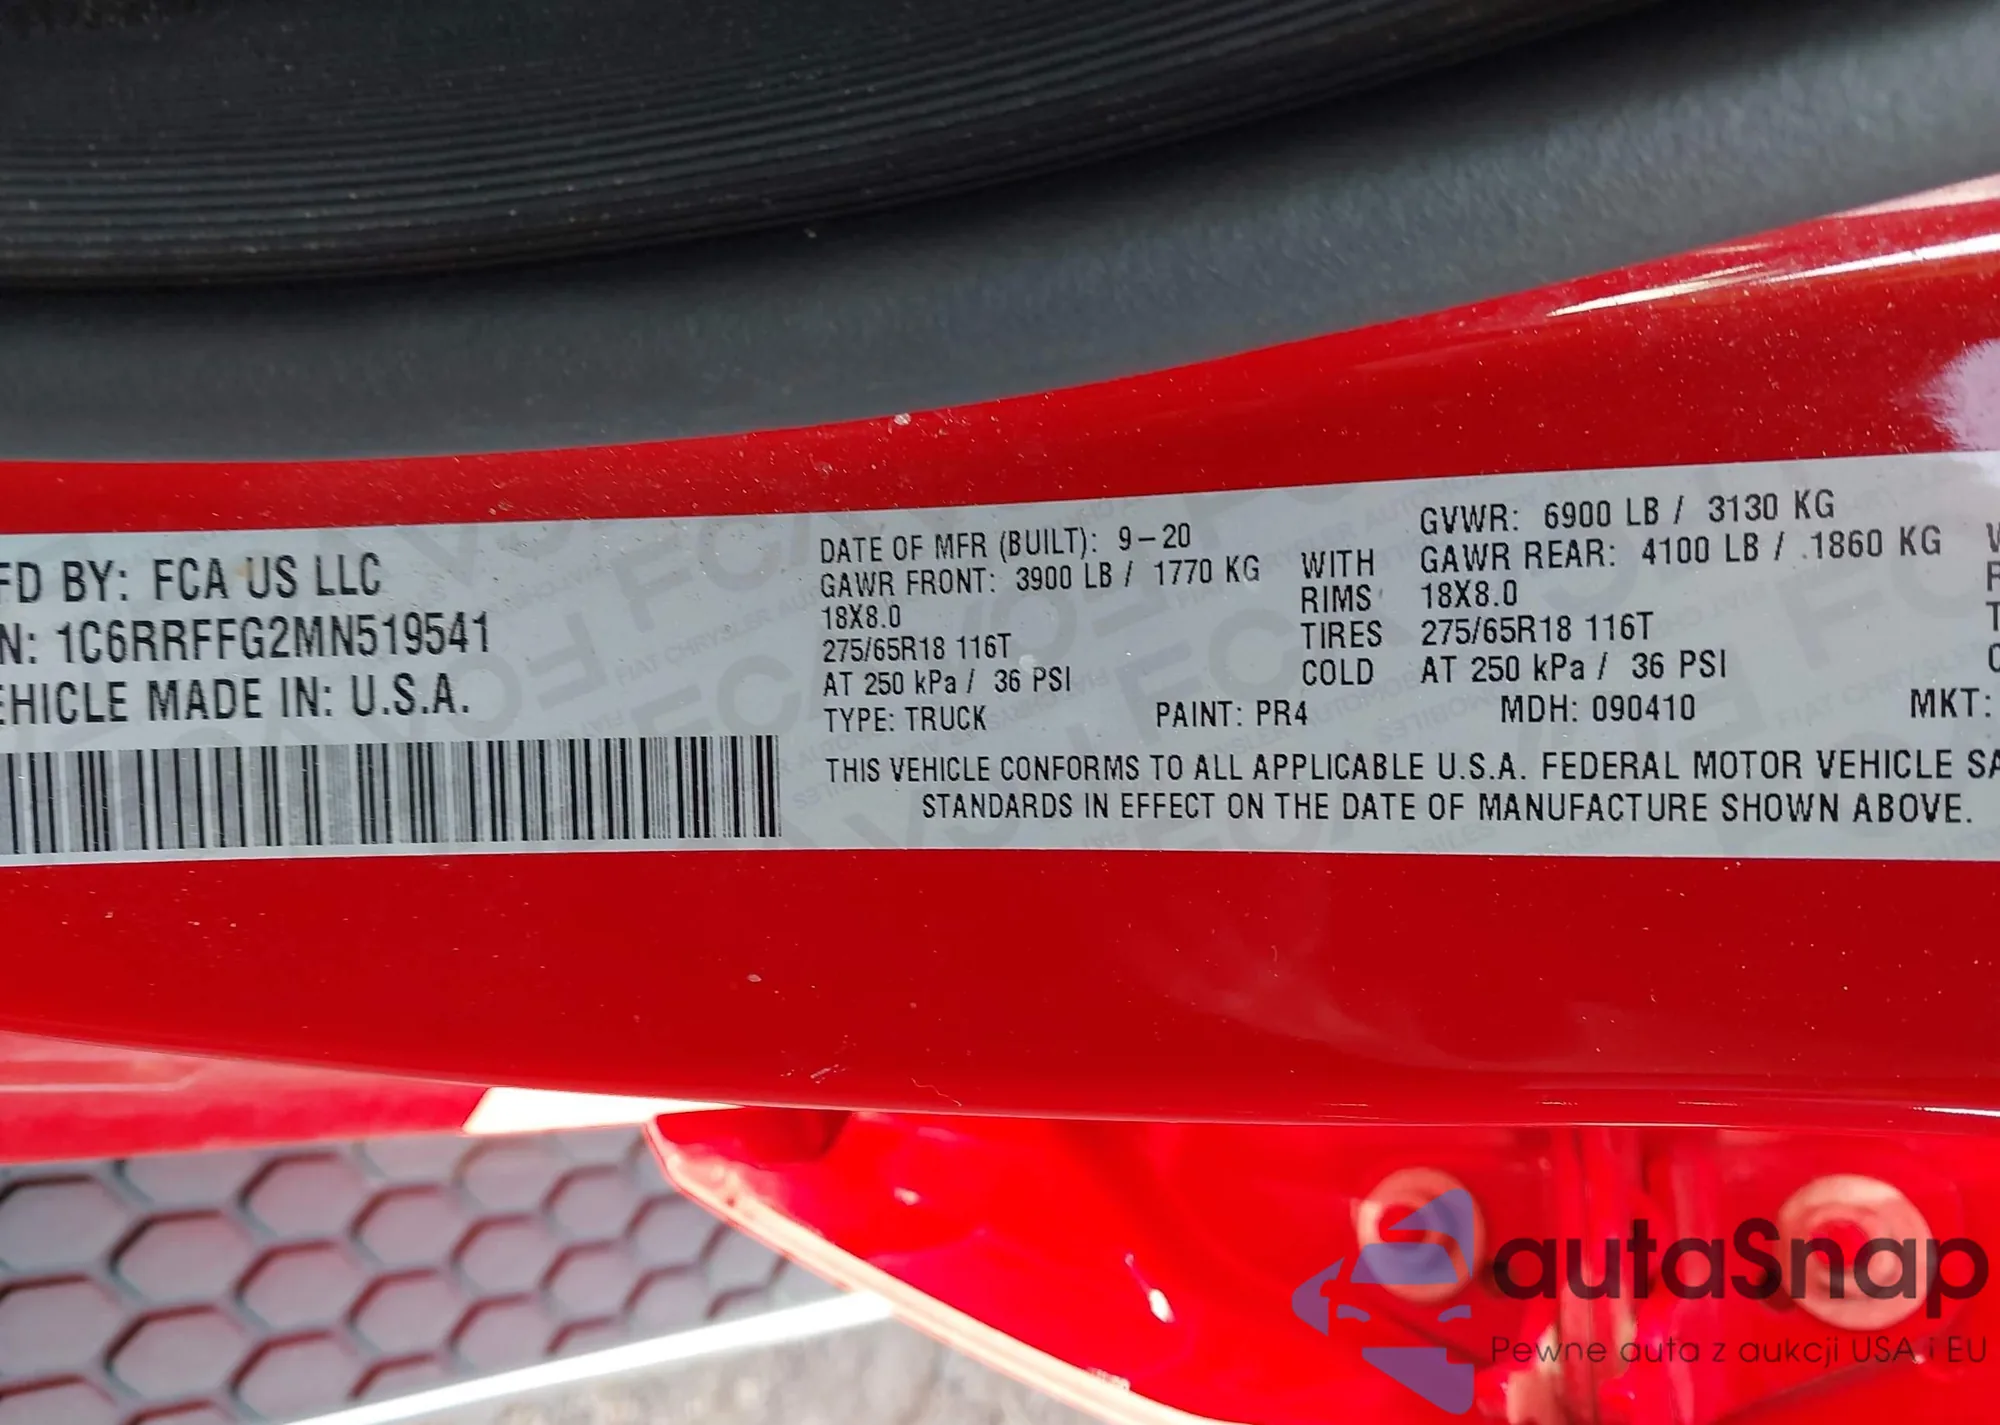 FD BY: FCA US LLC
N: 1C6RRFFG2MN519541
EHICLE MADE IN: U.S.A.
DATE OF MFR (BUILT): 9-20
GAWR FRONT: 3900 LB / 1770 KG
18X8.0
275/65R18 116T
AT 250 kPa / 36 PSI
TYPE: TRUCK
PAINT: PR4
WITH
RIMS
TIRES
COLD
GVWR: 6900 LB / 3130 KG
GAWR REAR: 4100 LB / 1860 KG
18X8.0
275/65R18 116T
AT 250 kPa / 36 PSI
MDH: 090410
MKT:
THIS VEHICLE CONFORMS TO ALL APPLICABLE U.S.A. FEDERAL MOTOR VEHICLE SA
STANDARDS IN EFFECT ON THE DATE OF MANUFACTURE SHOWN ABOVE.
autaSnap
Pewne auta z aukcji USA i EU